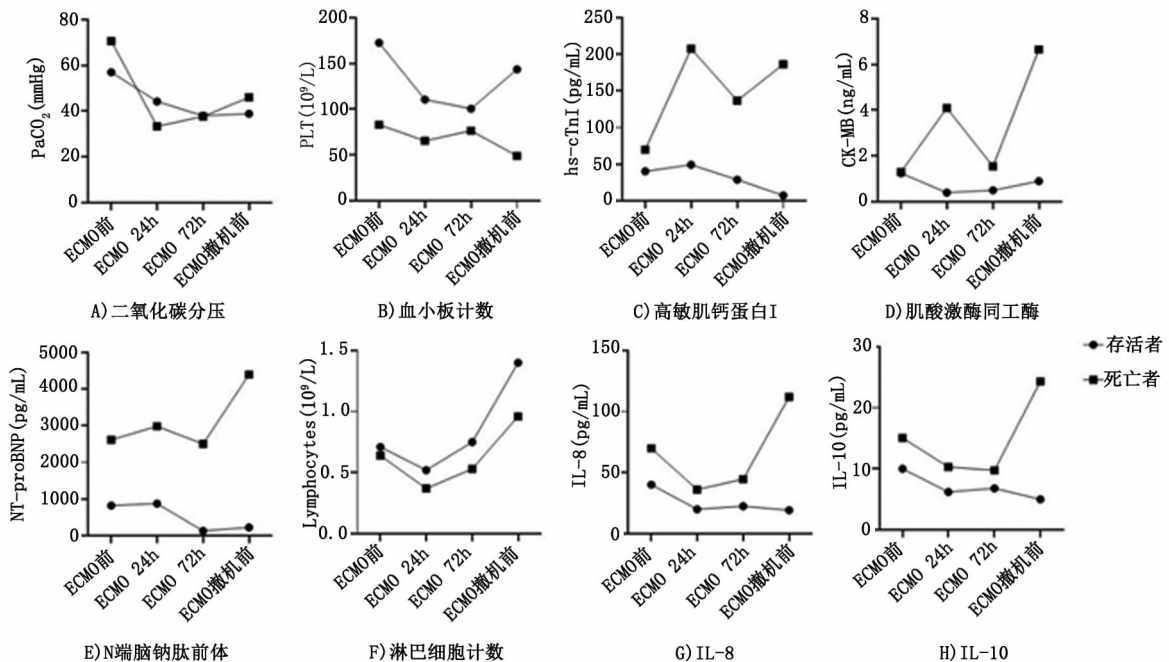 80
60
40
20
0
PaCO₂(mmHg)
ECMO前
ECMO 24h
ECMO 72h
ECMO撤机前
A)二氧化碳分压
200
150
100
50
0
PLT(10⁹/L)
ECMO前
ECMO 24h
ECMO 72h
ECMO撤机前
B)血小板计数
250
200
150
100
50
0
hs-cTnI(pg/mL)
ECMO前
ECMO 24h
ECMO 72h
ECMO撤机前
C)高敏肌钙蛋白I
8
6
4
2
0
CK-MB(ng/mL)
ECMO前
ECMO 24h
ECMO 72h
ECMO撤机前
D)肌酸激酶同工酶
5000
4000
3000
2000
1000
0
NT-proBNP(pg/mL)
ECMO前
ECMO 24h
ECMO 72h
ECMO撤机前
E)N端脑钠肽前体
1.5
1.0
0.5
0.0
Lymphocytes(10⁹/L)
ECMO前
ECMO 24h
ECMO 72h
ECMO撤机前
F)淋巴细胞计数
150
100
50
0
IL-8(pg/mL)
ECMO前
ECMO 24h
ECMO 72h
ECMO撤机前
G)IL-8
30
20
10
0
IL-10(pg/mL)
ECMO前
ECMO 24h
ECMO 72h
ECMO撤机前
H)IL-10
存活者
死亡者